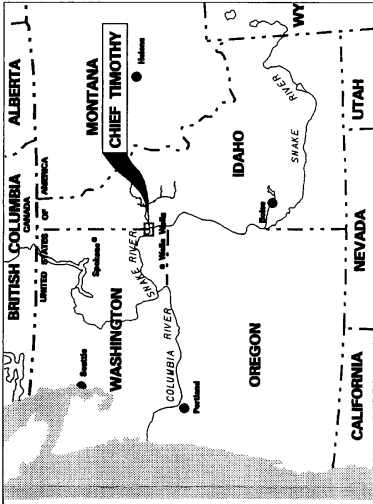 BRITISH COLUMBIA
ALBERTA
CANADA
UNITED STATES OF AMERICA
Seattle
Spokane
MONTANA
CHIEF TIMOTHY
Helena
WASHINGTON
SNAKE RIVER
Walla Walla
COLUMBIA RIVER
Portland
OREGON
IDAHO
Boise
SNAKE RIVER
WY
CALIFORNIA
NEVADA
UTAH